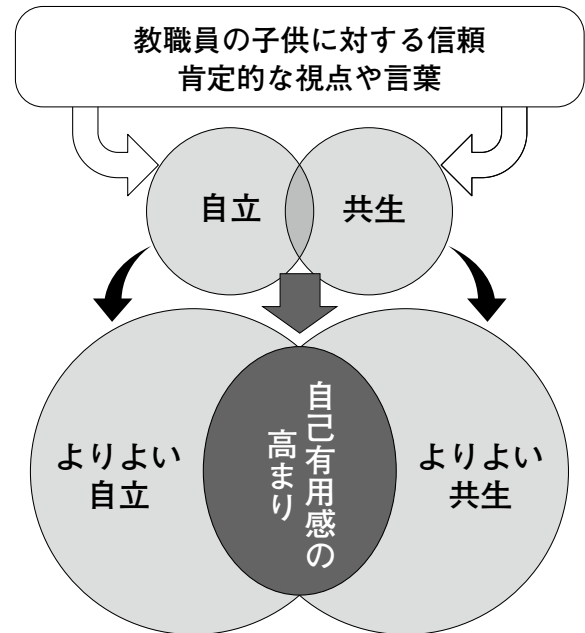 教職員の子供に対する信頼
肯定的な視点や言葉
自立
共生
よりよい
自立
自己有用感の
高まり
よりよい
共生